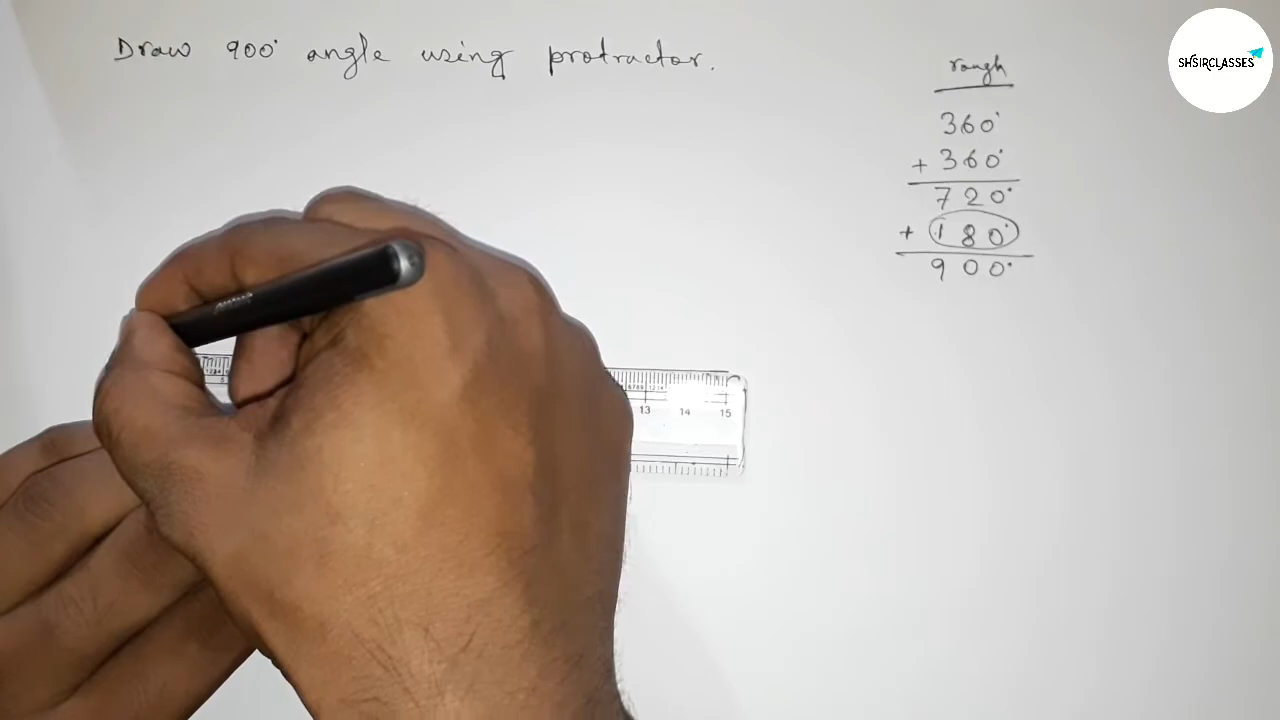 Draw 900° angle using protractor.
SHSIRCLASSES
rough
360°
+ 360°
720°
+ 180°
900°
13 14 15